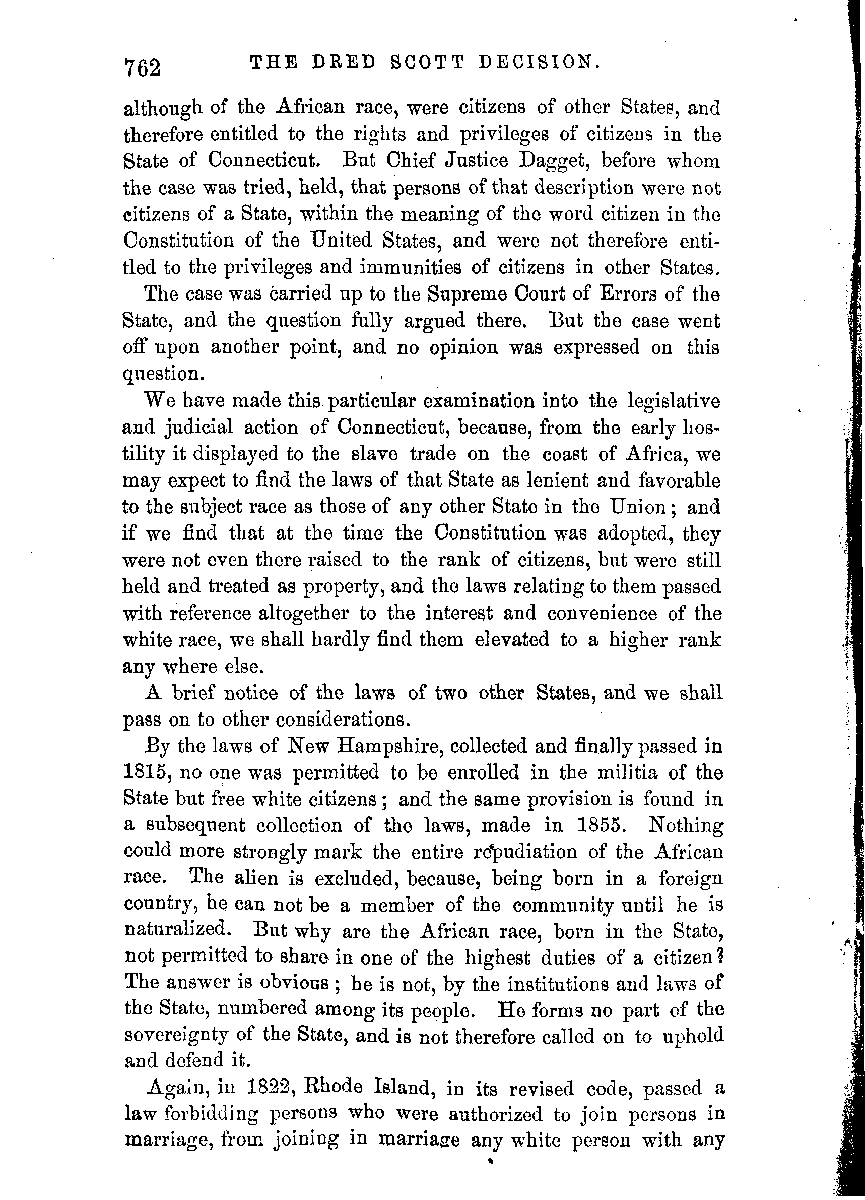 762 THE DRED SCOTT DECISION.
although of the African race, were citizens of other States, and
therefore entitled to the rights and privileges of citizens in the
State of Connecticut. But Chief Justice Dagget, before whom
the case was tried, held, that persons of that description were not
citizens of a State, within the meaning of the word citizen in the
Constitution of the United States, and were not therefore enti-
tled to the privileges and immunities of citizens in other States.
The case was carried up to the Supreme Court of Errors of the
State, and the question fully argued there. But the case went
off upon another point, and no opinion was expressed on this
question.
We have made this particular examination into the legislative
and judicial action of Connecticut, because, from the early hos-
tility it displayed to the slave trade on the coast of Africa, we
may expect to find the laws of that State as lenient and favorable
to the subject race as those of any other State in the Union; and
if we find that at the time the Constitution was adopted, they
were not even there raised to the rank of citizens, but were still
held and treated as property, and the laws relating to them passed
with reference altogether to the interest and convenience of the
white race, we shall hardly find them elevated to a higher rank
any where else.
A brief notice of the laws of two other States, and we shall
pass on to other considerations.
By the laws of New Hampshire, collected and finally passed in
1815, no one was permitted to be enrolled in the militia of the
State but free white citizens; and the same provision is found in
a subsequent collection of the laws, made in 1855. Nothing
could more strongly mark the entire repudiation of the African
race. The alien is excluded, because, being born in a foreign
country, he can not be a member of the community until he is
naturalized. But why are the African race, born in the State,
not permitted to share in one of the highest duties of a citizen?
The answer is obvious; he is not, by the institutions and laws of
the State, numbered among its people. He forms no part of the
sovereignty of the State, and is not therefore called on to uphold
and defend it.
Again, in 1822, Rhode Island, in its revised code, passed a
law forbidding persons who were authorized to join persons in
marriage, from joining in marriage any white person with any